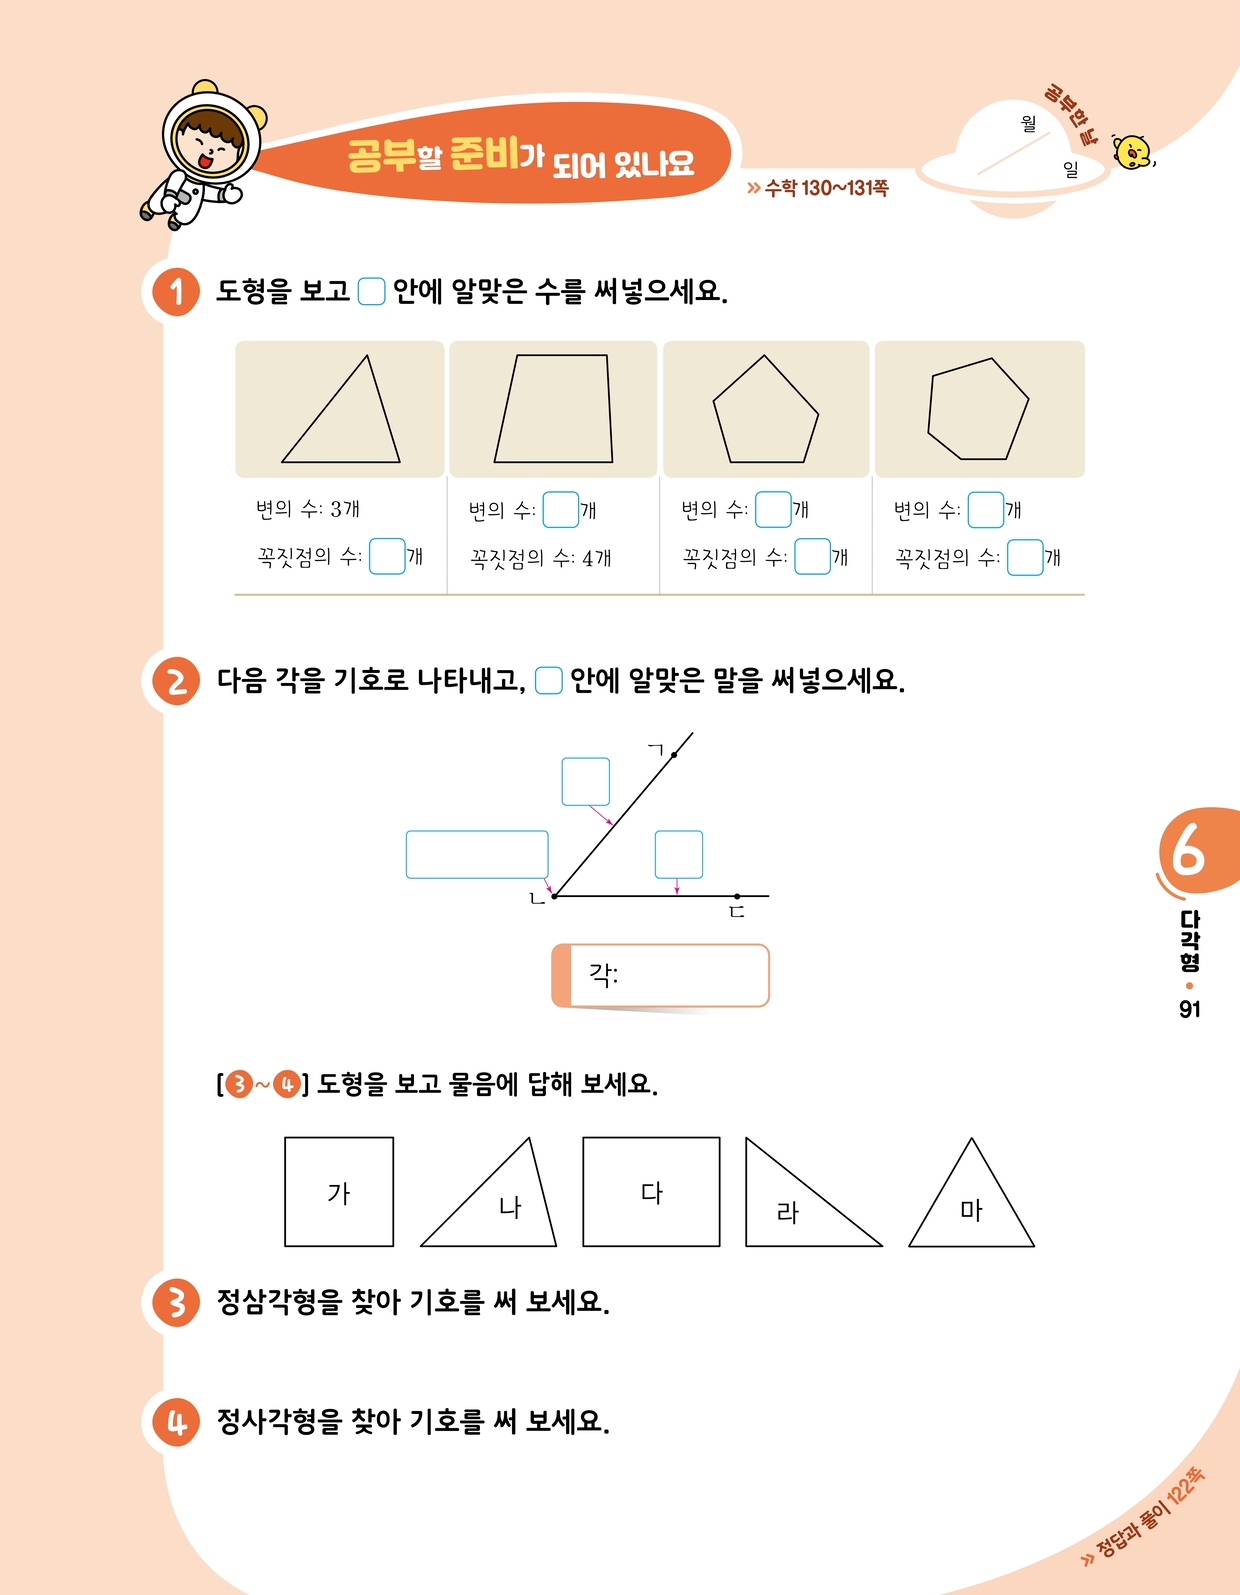 공부할 준비가 되어 있나요
» 수학 130~131쪽
공부한 날
월
일
1 도형을 보고 □ 안에 알맞은 수를 써넣으세요.
변의 수: 3개 변의 수: □개 변의 수: □개 변의 수: □개
꼭짓점의 수: □개 꼭짓점의 수: 4개 꼭짓점의 수: □개 꼭짓점의 수: □개
2 다음 각을 기호로 나타내고, □ 안에 알맞은 말을 써넣으세요.
ㄱ
ㄴ
ㄷ
각:
6
다각형 • 91
[3~4] 도형을 보고 물음에 답해 보세요.
가 나 다 라 마
3 정삼각형을 찾아 기호를 써 보세요.
4 정사각형을 찾아 기호를 써 보세요.
» 정답과 풀이 122쪽